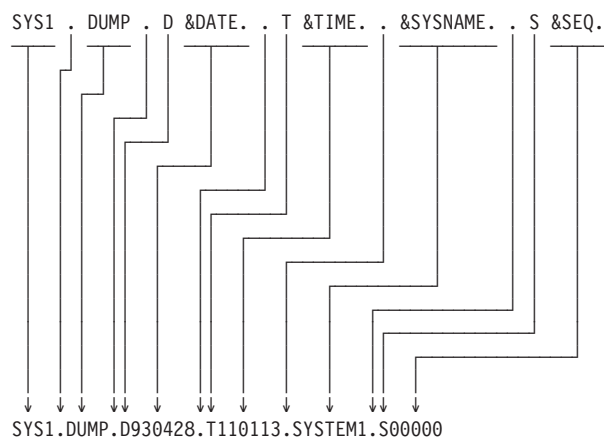 SYS1 . DUMP . D &DATE. . T &TIME. . &SYSNAME. . S &SEQ.
SYS1.DUMP.D930428.T110113.SYSTEM1.S00000